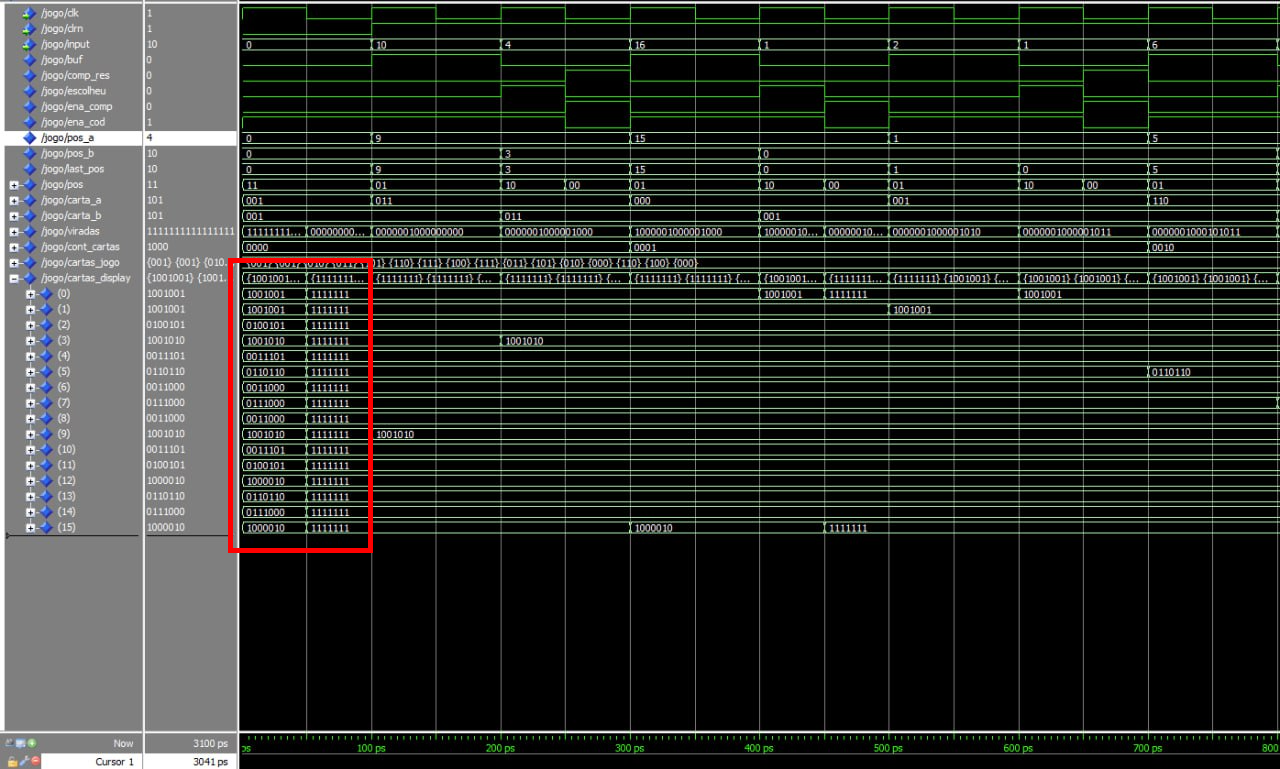 /jogo/clk 1
/jogo/clrn 1
/jogo/input 10 0 10 4 16 1 2 1 6
/jogo/buf 0
/jogo/comp_res 0
/jogo/escolheu 0
/jogo/ena_comp 0
/jogo/ena_cod 1
/jogo/pos_a 4 0 9 15 1 5
/jogo/pos_b 10 0 3 0
/jogo/last_pos 10 0 9 3 15 0 1 0 5
/jogo/pos 11 11 01 10 00 01 10 00 01 10 00 01
/jogo/carta_a 101 001 011 000 001 110
/jogo/carta_b 101 001 011 001
/jogo/viradas 1111111111111111 11111111... 00000000... 0000001000000000 0000001000001000 1000001000001000 10000010... 00000010... 0000001000001010 0000001000001011 0000001000101011
/jogo/cont_cartas 1000 0000 0001 0010
/jogo/cartas_jogo {001} {001} {010... {001} {001} {010} {011} {101} {110} {111} {100} {111} {011} {101} {010} {000} {110} {100} {000}
/jogo/cartas_display {1001001} {1001... {1001001... {1111111... {1111111} {1111111} {... {1111111} {1111111} {... {1111111} {1111111} {... {1001001... {1111111... {1111111} {1001001} {... {1001001} {1001001} {... {1001001} {1001001} {...
(0) 1001001 1001001 1111111 1001001 1111111 1001001
(1) 1001001 1001001 1111111 1001001
(2) 0100101 0100101 1111111
(3) 1001010 1001010 1111111 1001010
(4) 0011101 0011101 1111111
(5) 0110110 0110110 1111111 0110110
(6) 0011000 0011000 1111111
(7) 0111000 0111000 1111111
(8) 0011000 0011000 1111111
(9) 1001010 1001010 1111111 1001010
(10) 0011101 0011101 1111111
(11) 0100101 0100101 1111111
(12) 1000010 1000010 1111111
(13) 0110110 0110110 1111111
(14) 0111000 0111000 1111111
(15) 1000010 1000010 1111111 1000010 1111111
Now 3100 ps ps 100 ps 200 ps 300 ps 400 ps 500 ps 600 ps 700 ps 800
Cursor 1 3041 ps